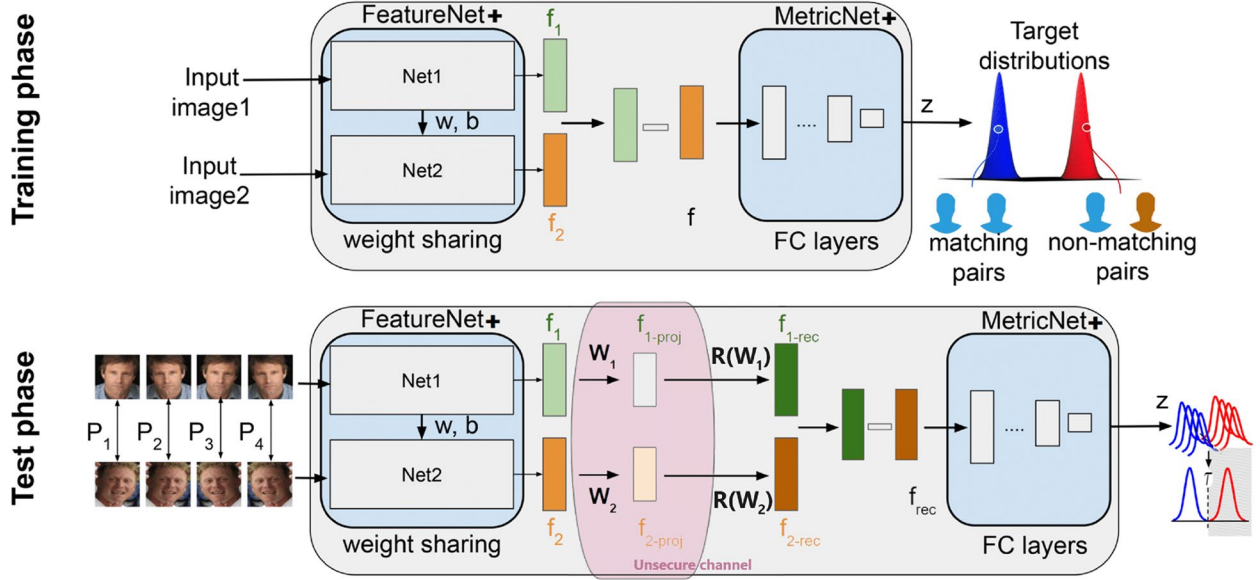 Training phase
FeatureNet+
f1
MetricNet+
Target
distributions
Input
image1
Net1
w, b
Net2
Input
image2
f2
weight sharing
f
....
FC layers
z
matching
pairs
non-matching
pairs
Test phase
FeatureNet+
f1
f1-proj
f1-rec
MetricNet+
W1
R(W1)
Net1
w, b
Net2
P1
P2
P3
P4
W2
R(W2)
f2
f2-proj
f2-rec
frec
....
z
T
weight sharing
FC layers
Unsecure channel